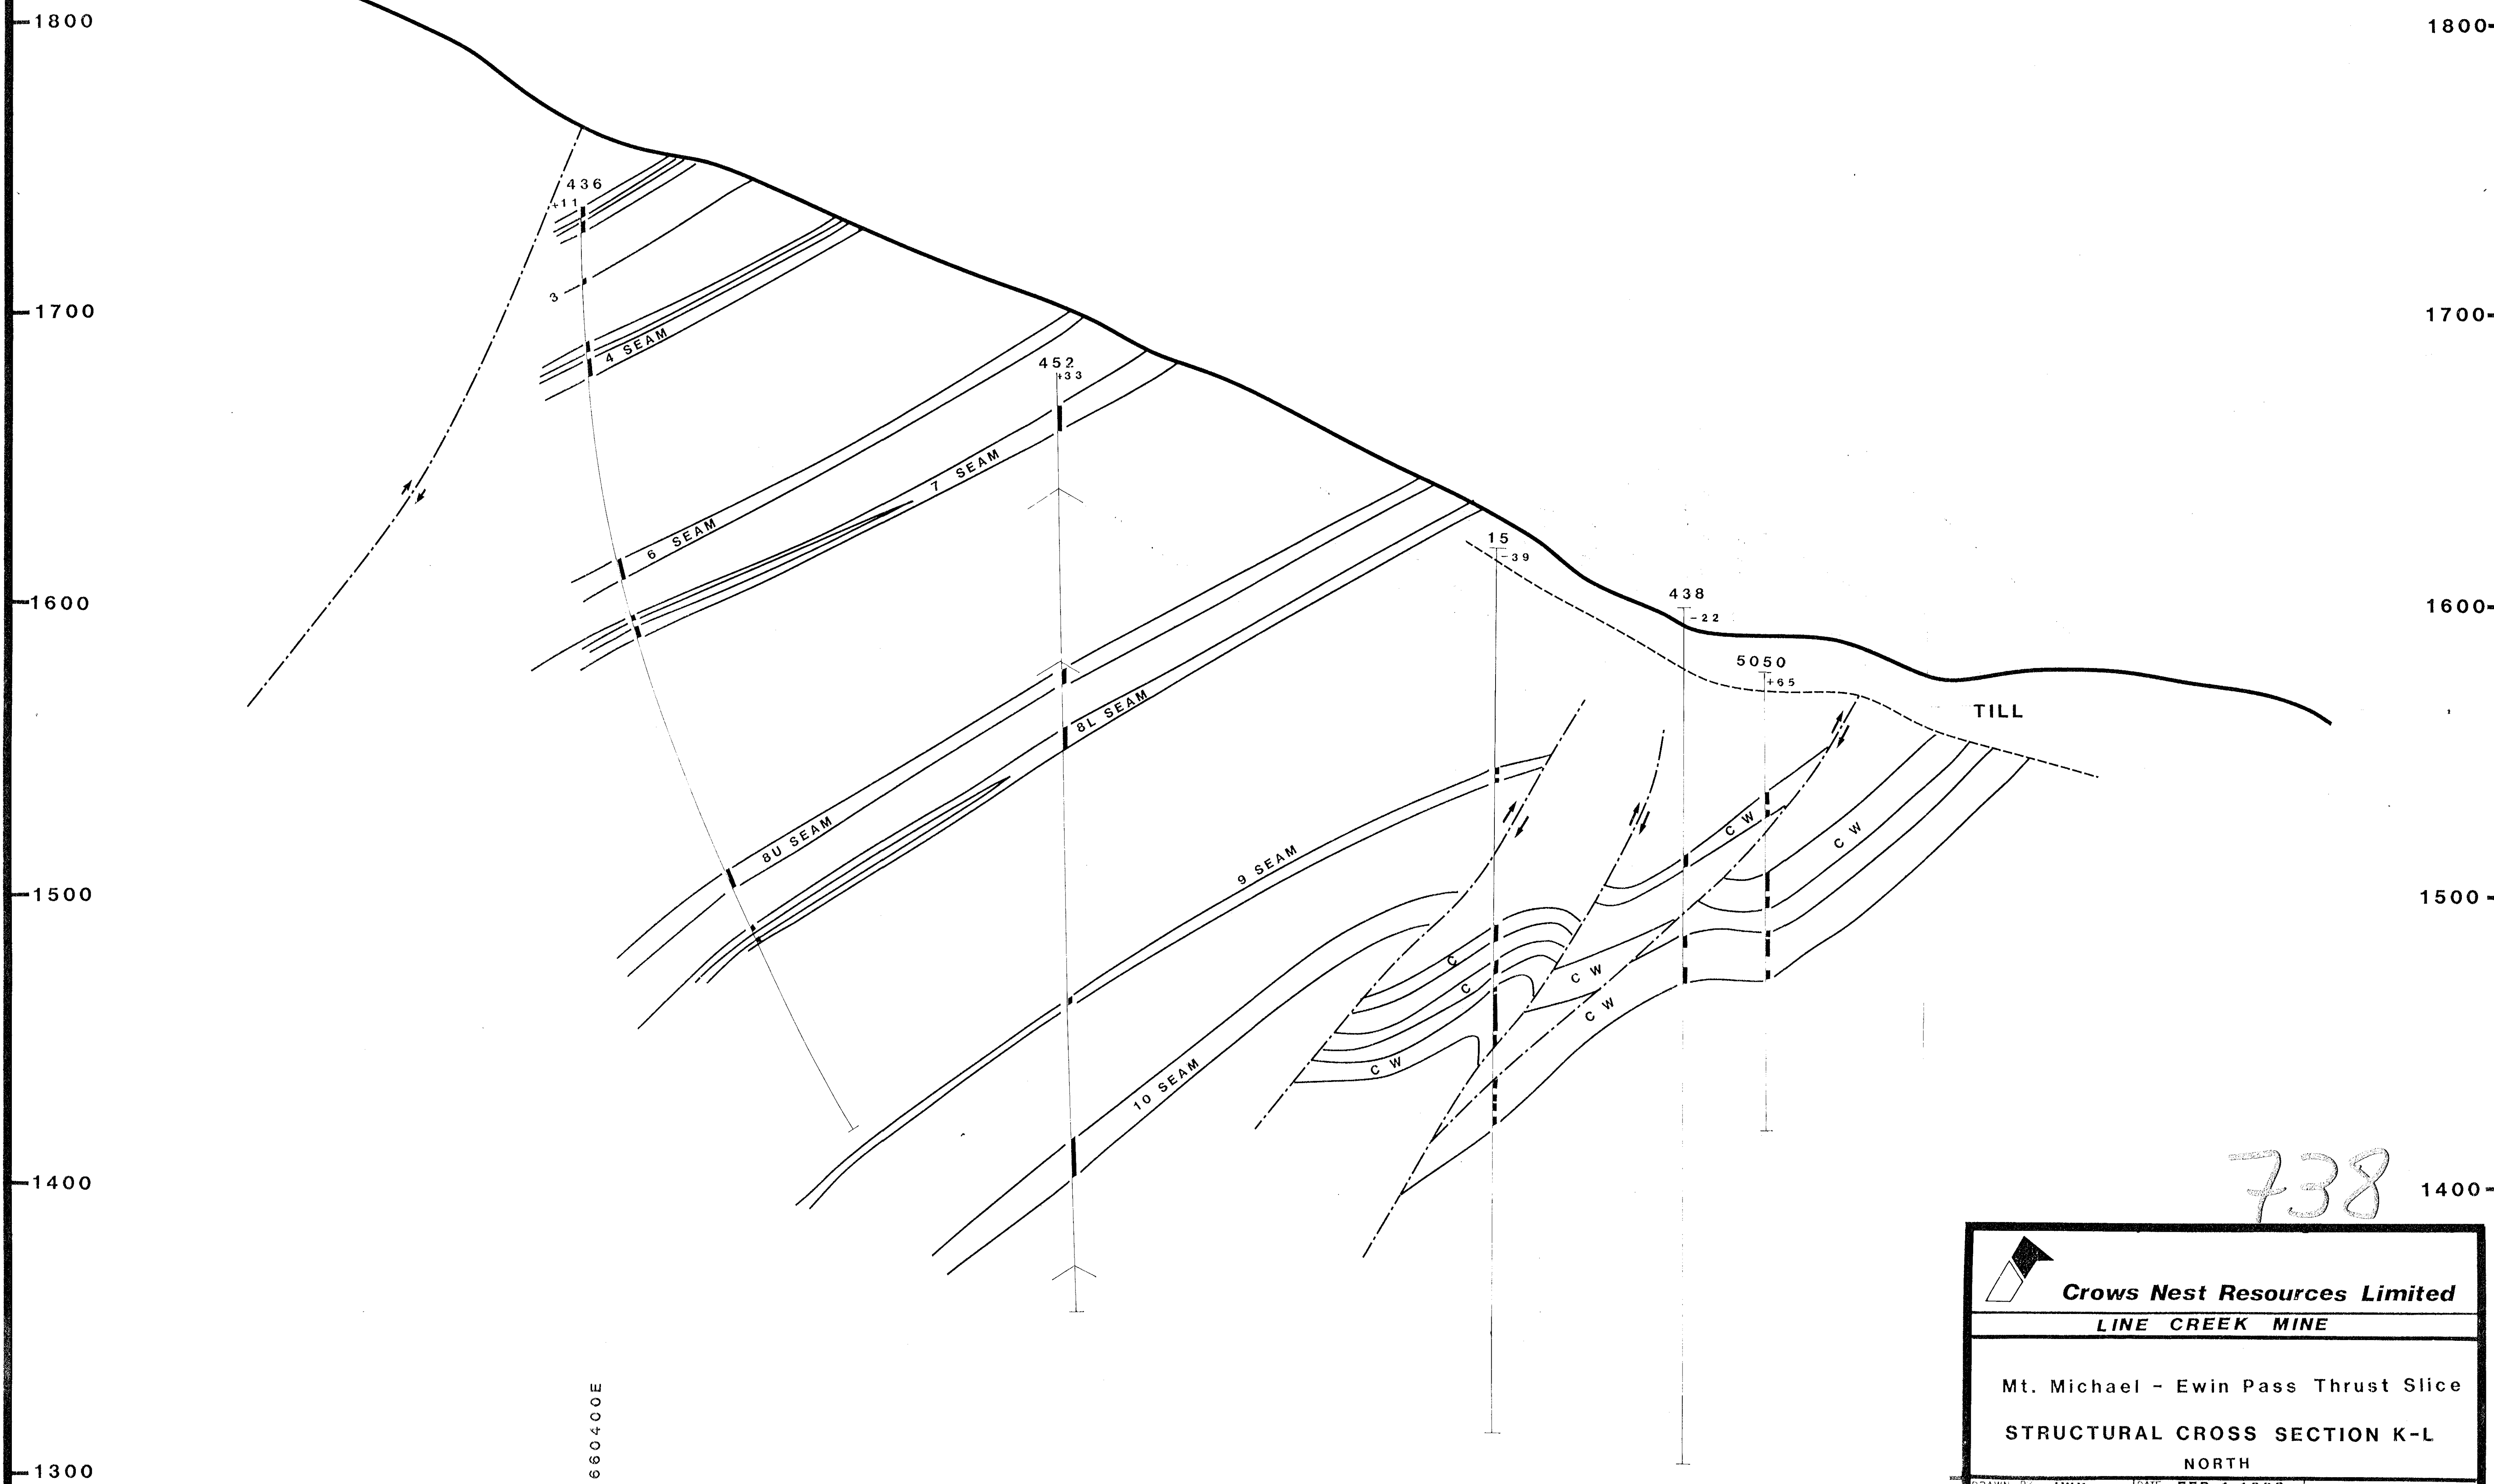 1800
1800
436
+11
3
1700
1700
4 SEAM
452
+33
7 SEAM
6 SEAM
15
-39
438
-22
1600
1600
5050
+65
TILL
8L SEAM
8U SEAM
C W
C W
9 SEAM
1500
1500
C
C W
C
C W
C W
10 SEAM
738
1400
1400
Crows Nest Resources Limited
LINE CREEK MINE
Mt. Michael - Ewin Pass Thrust Slice
STRUCTURAL CROSS SECTION K-L
NORTH
660400E
1300